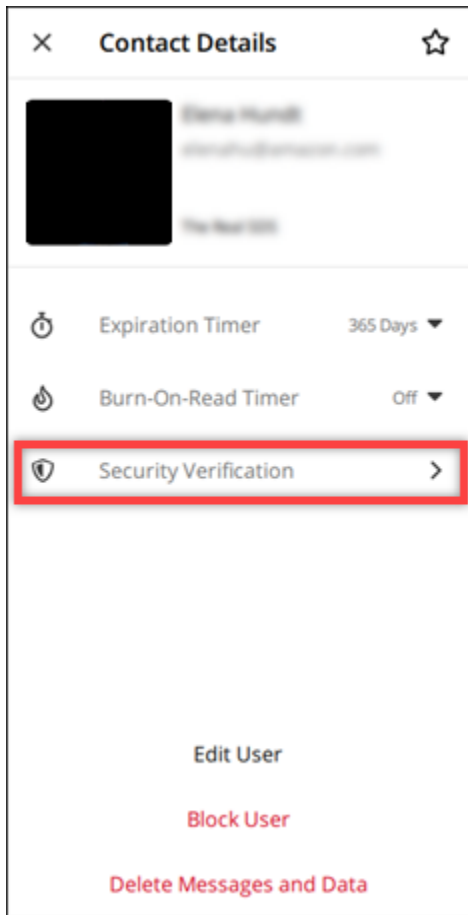 Contact Details
Expiration Timer 365 Days
Burn-On-Read Timer Off
Security Verification
Edit User
Block User
Delete Messages and Data